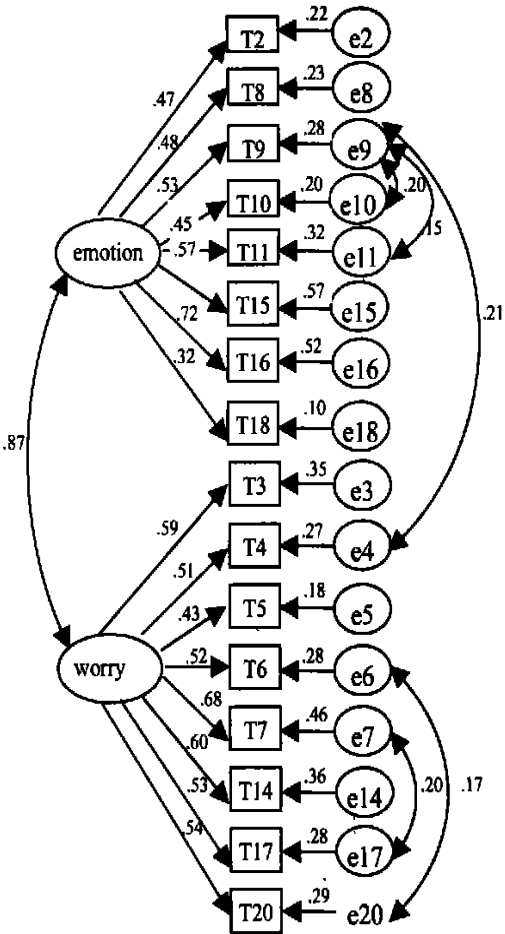 T2 .22 e2
.47
T8 .23 e8
.48
T9 .28 e9
.53
T10 .20 e10 .20
.45
emotion .57 T11 .32 e11 .15
T15 .57 e15
.72 .21
T16 .52 e16
.32
T18 .10 e18
.87
T3 .35 e3
.59
T4 .27 e4
.51
T5 .18 e5
.43
worry .52 T6 .28 e6
.68
T7 .46 e7
.60
T14 .36 e14 .20 .17
.53
T17 .28 e17
.54
T20 .29 e20